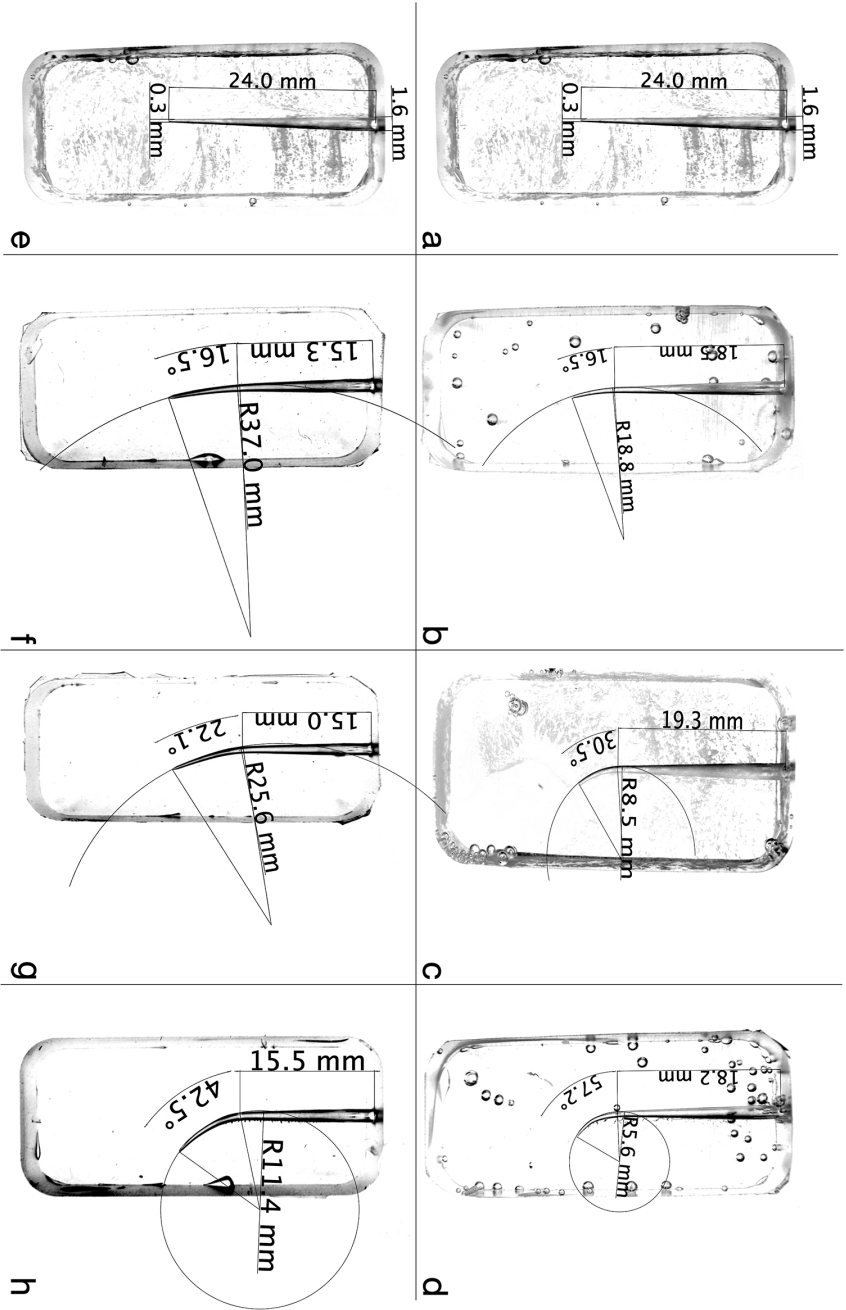 24.0 mm
0.3 mm
1.6 mm
e
24.0 mm
0.3 mm
1.6 mm
a
16.5°
15.3 mm
R37.0 mm
f
16.5°
18.5 mm
R18.8 mm
b
22.1°
15.0 mm
R25.6 mm
g
30.5°
19.3 mm
R8.5 mm
c
42.5°
15.5 mm
R11.4 mm
h
57.2°
18.2 mm
R5.6 mm
d